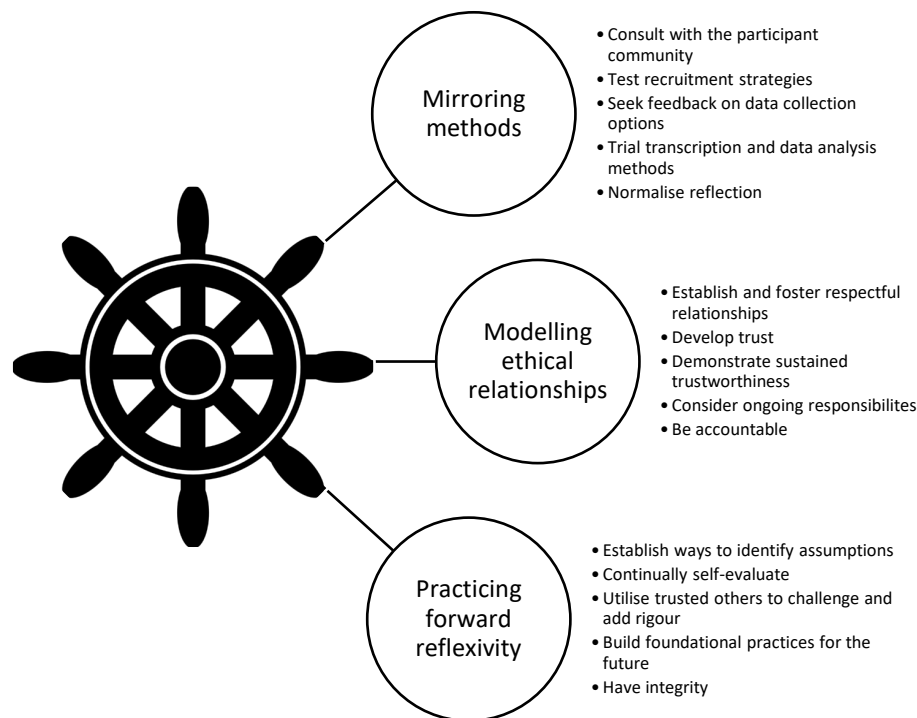 Mirroring
methods
• Consult with the participant
community
• Test recruitment strategies
• Seek feedback on data collection
options
• Trial transcription and data analysis
methods
• Normalise reflection
Modelling
ethical
relationships
• Establish and foster respectful
relationships
• Develop trust
• Demonstrate sustained
trustworthiness
• Consider ongoing responsibilites
• Be accountable
Practicing
forward
reflexivity
• Establish ways to identify assumptions
• Continually self-evaluate
• Utilise trusted others to challenge and
add rigour
• Build foundational practices for the
future
• Have integrity